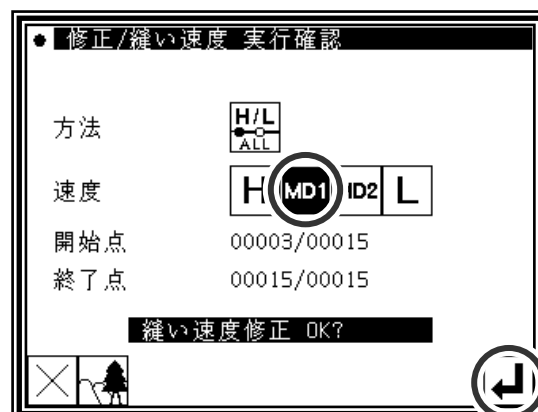 修正/縫い速度 実行確認
方法 H/L ALL
速度 H MD1 MD2 L
開始点 00003/00015
終了点 00015/00015
縫い速度修正 OK?